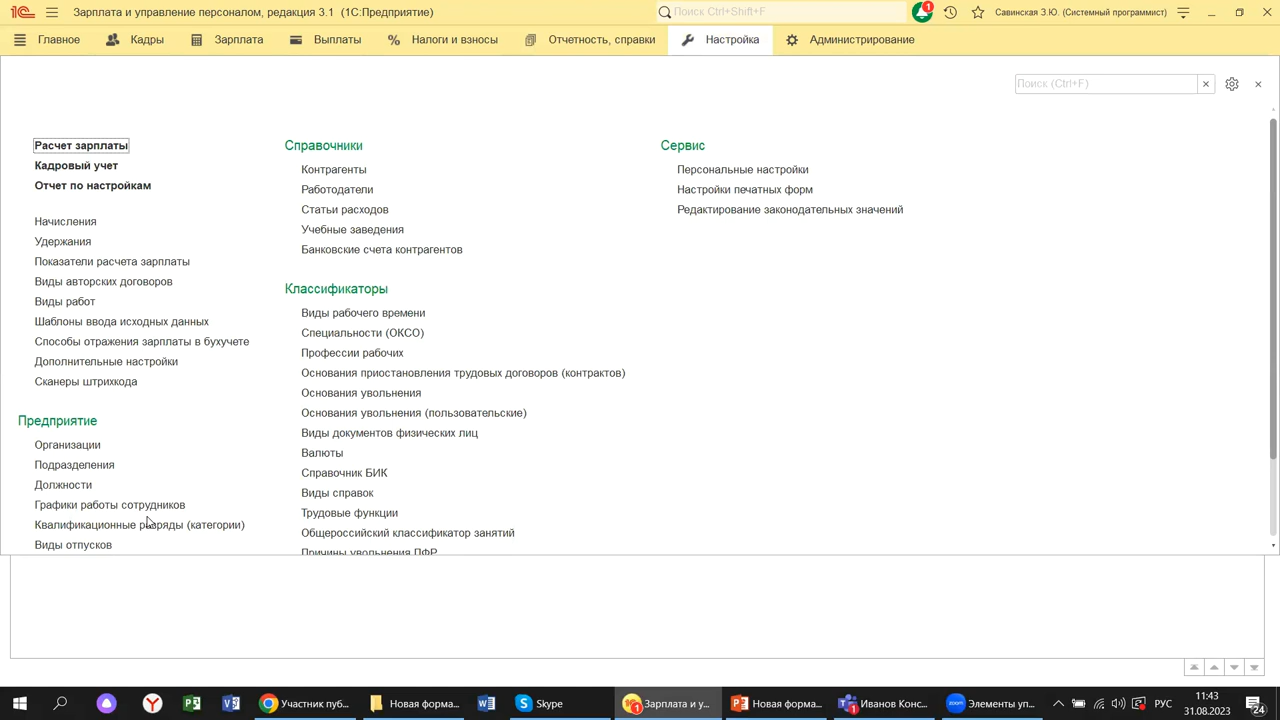 Зарплата и управление персоналом, редакция 3.1 (1С:Предприятие)
Поиск Ctrl+Shift+F
1
Савинская З.Ю. (Системный программист)
Главное
Кадры
Зарплата
Выплаты
Налоги и взносы
Отчетность, справки
Настройка
Администрирование
Поиск (Ctrl+F)
Расчет зарплаты
Кадровый учет
Отчет по настройкам
Начисления
Удержания
Показатели расчета зарплаты
Виды авторских договоров
Виды работ
Шаблоны ввода исходных данных
Способы отражения зарплаты в бухучете
Дополнительные настройки
Сканеры штрихкода
Предприятие
Организации
Подразделения
Должности
Графики работы сотрудников
Квалификационные разряды (категории)
Виды отпусков
Справочники
Контрагенты
Работодатели
Статьи расходов
Учебные заведения
Банковские счета контрагентов
Классификаторы
Виды рабочего времени
Специальности (ОКСО)
Профессии рабочих
Основания приостановления трудовых договоров (контрактов)
Основания увольнения
Основания увольнения (пользовательские)
Виды документов физических лиц
Валюты
Справочник БИК
Виды справок
Трудовые функции
Общероссийский классификатор занятий
Причины увольнения ПФР
Сервис
Персональные настройки
Настройки печатных форм
Редактирование законодательных значений
Участник пуб...
Новая форма...
Skype
Зарплата и у...
Новая форма...
Иванов Конс...
Элементы уп...
РУС
11:43
31.08.2023
24